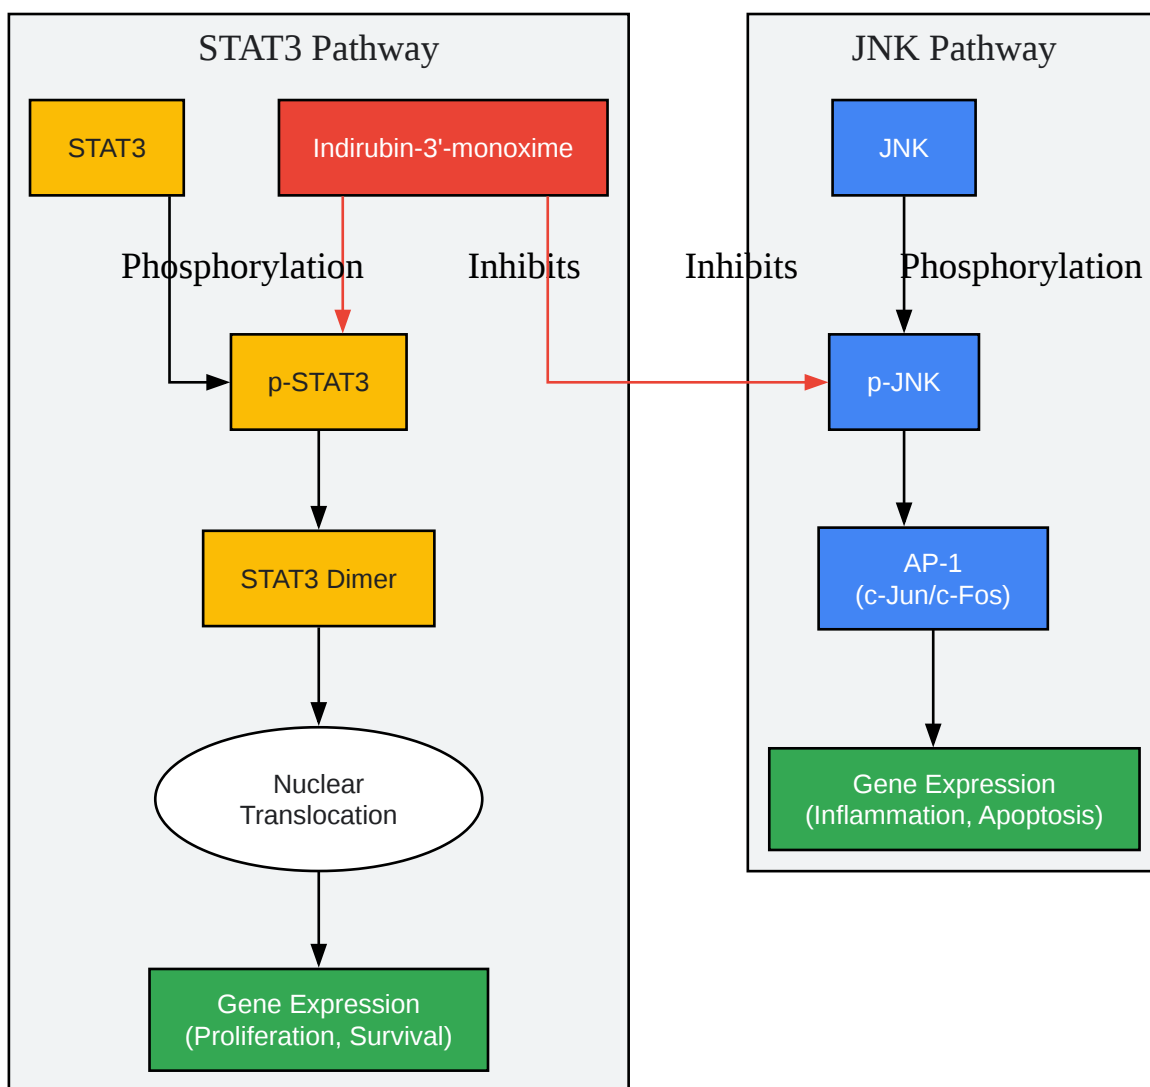 STAT3 Pathway
STAT3
Indirubin-3'-monoxime
Phosphorylation
Inhibits
p-STAT3
STAT3 Dimer
Nuclear
Translocation
Gene Expression
(Proliferation, Survival)
JNK Pathway
JNK
Inhibits
Phosphorylation
p-JNK
AP-1
(c-Jun/c-Fos)
Gene Expression
(Inflammation, Apoptosis)